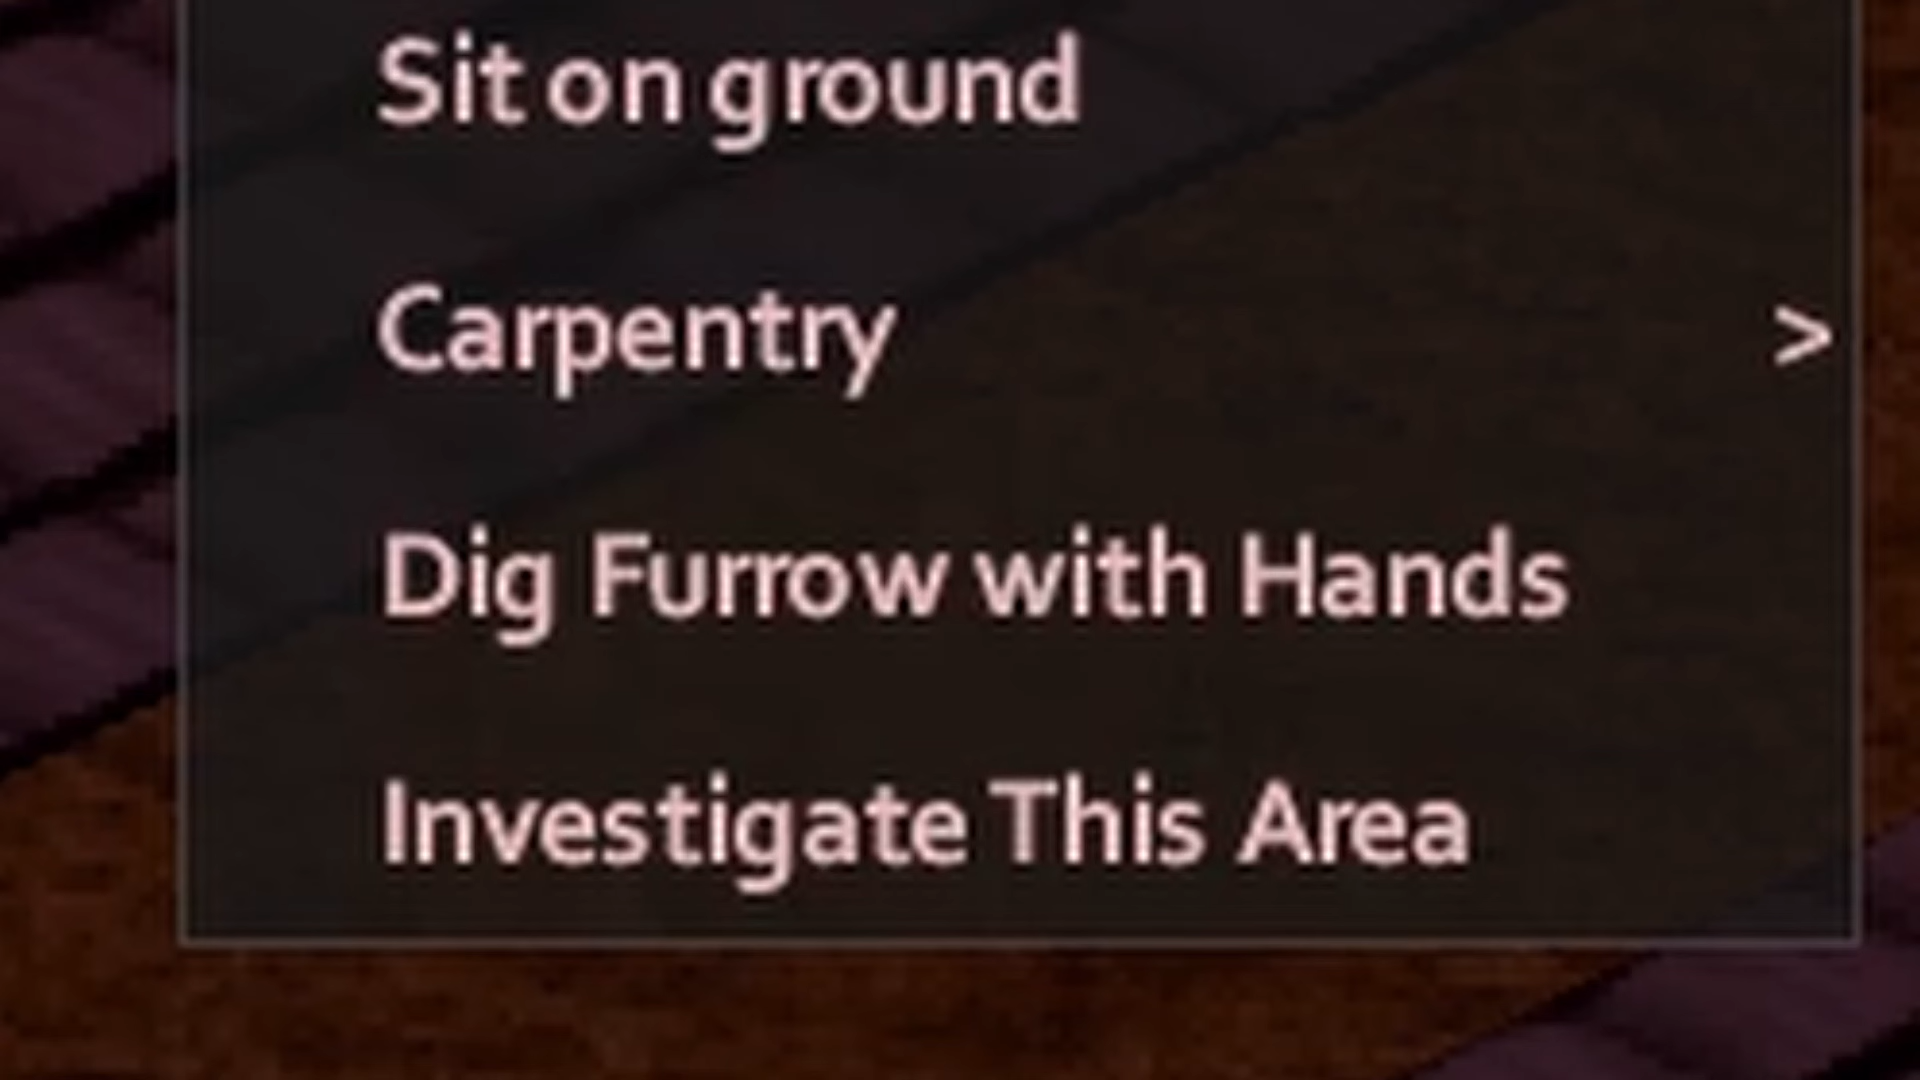 Sit on ground
Carpentry >
Dig Furrow with Hands
Investigate This Area